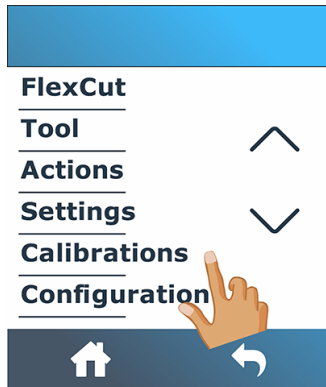 FlexCut
Tool
Actions
Settings
Calibrations
Configuration